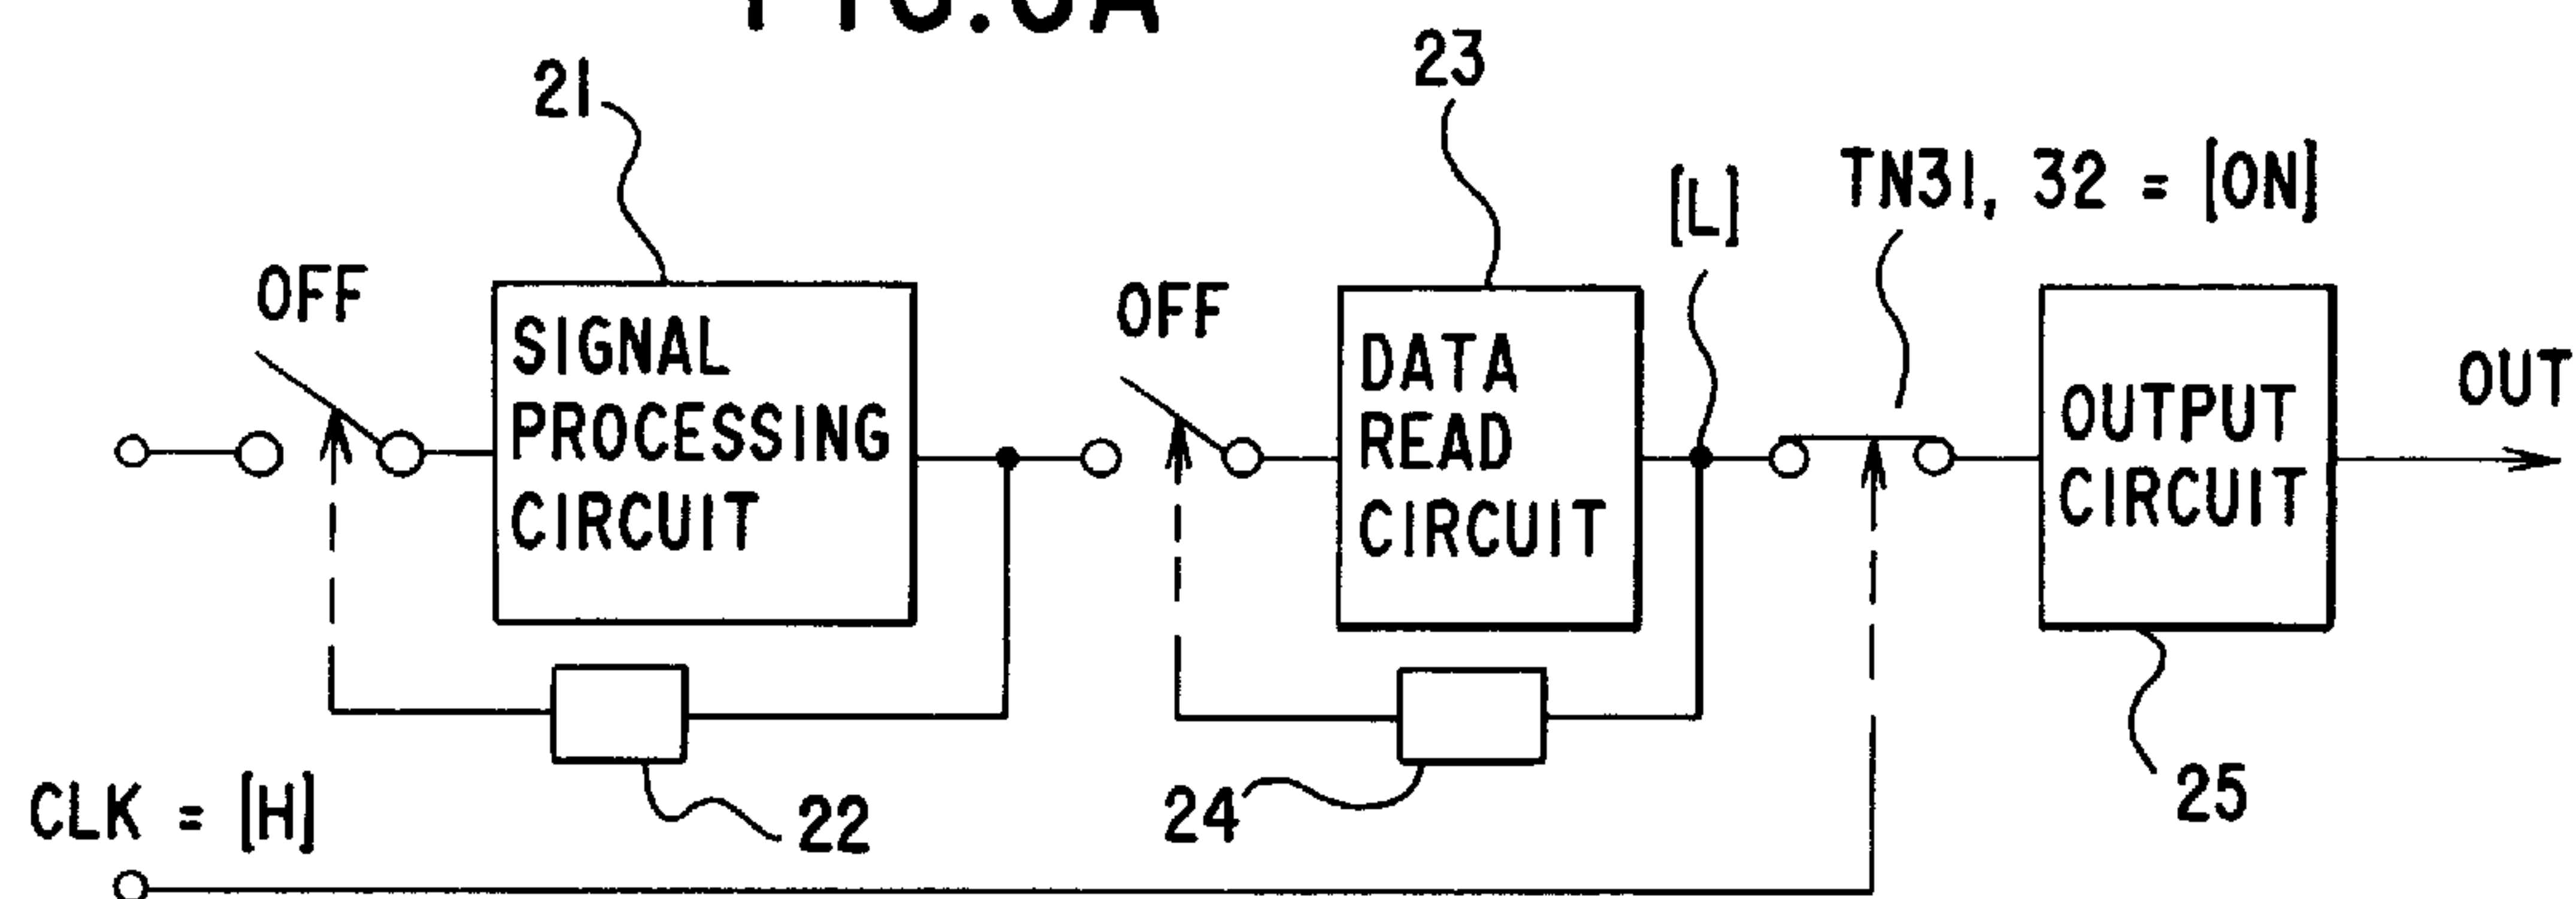 21
23
[L]
TN31, 32 = [ON]
OFF
SIGNAL
PROCESSING
CIRCUIT
OFF
DATA
READ
CIRCUIT
OUTPUT
CIRCUIT
OUT
CLK = [H]
22
24
25